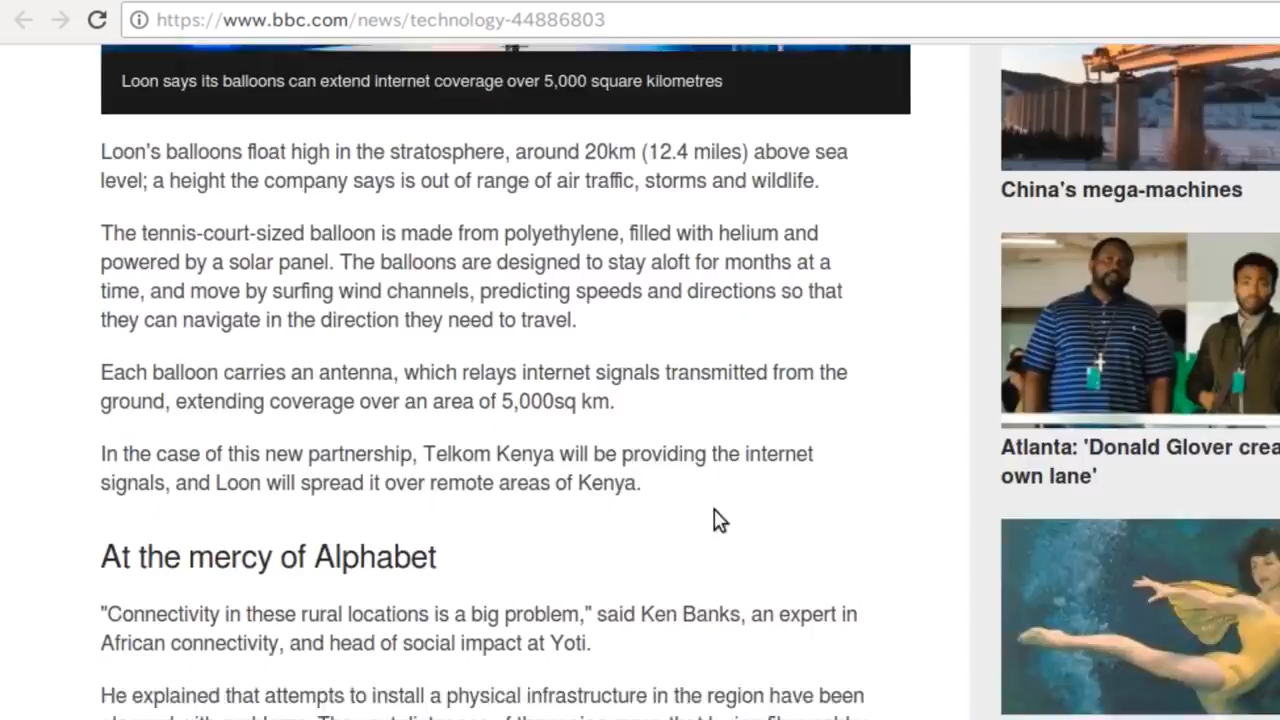 https://www.bbc.com/news/technology-44886803
Loon says its balloons can extend internet coverage over 5,000 square kilometres
Loon's balloons float high in the stratosphere, around 20km (12.4 miles) above sea
level; a height the company says is out of range of air traffic, storms and wildlife.
The tennis-court-sized balloon is made from polyethylene, filled with helium and
powered by a solar panel. The balloons are designed to stay aloft for months at a
time, and move by surfing wind channels, predicting speeds and directions so that
they can navigate in the direction they need to travel.
Each balloon carries an antenna, which relays internet signals transmitted from the
ground, extending coverage over an area of 5,000sq km.
In the case of this new partnership, Telkom Kenya will be providing the internet
signals, and Loon will spread it over remote areas of Kenya.
At the mercy of Alphabet
"Connectivity in these rural locations is a big problem," said Ken Banks, an expert in
African connectivity, and head of social impact at Yoti.
He explained that attempts to install a physical infrastructure in the region have been
China's mega-machines
Atlanta: 'Donald Glover crea
own lane'